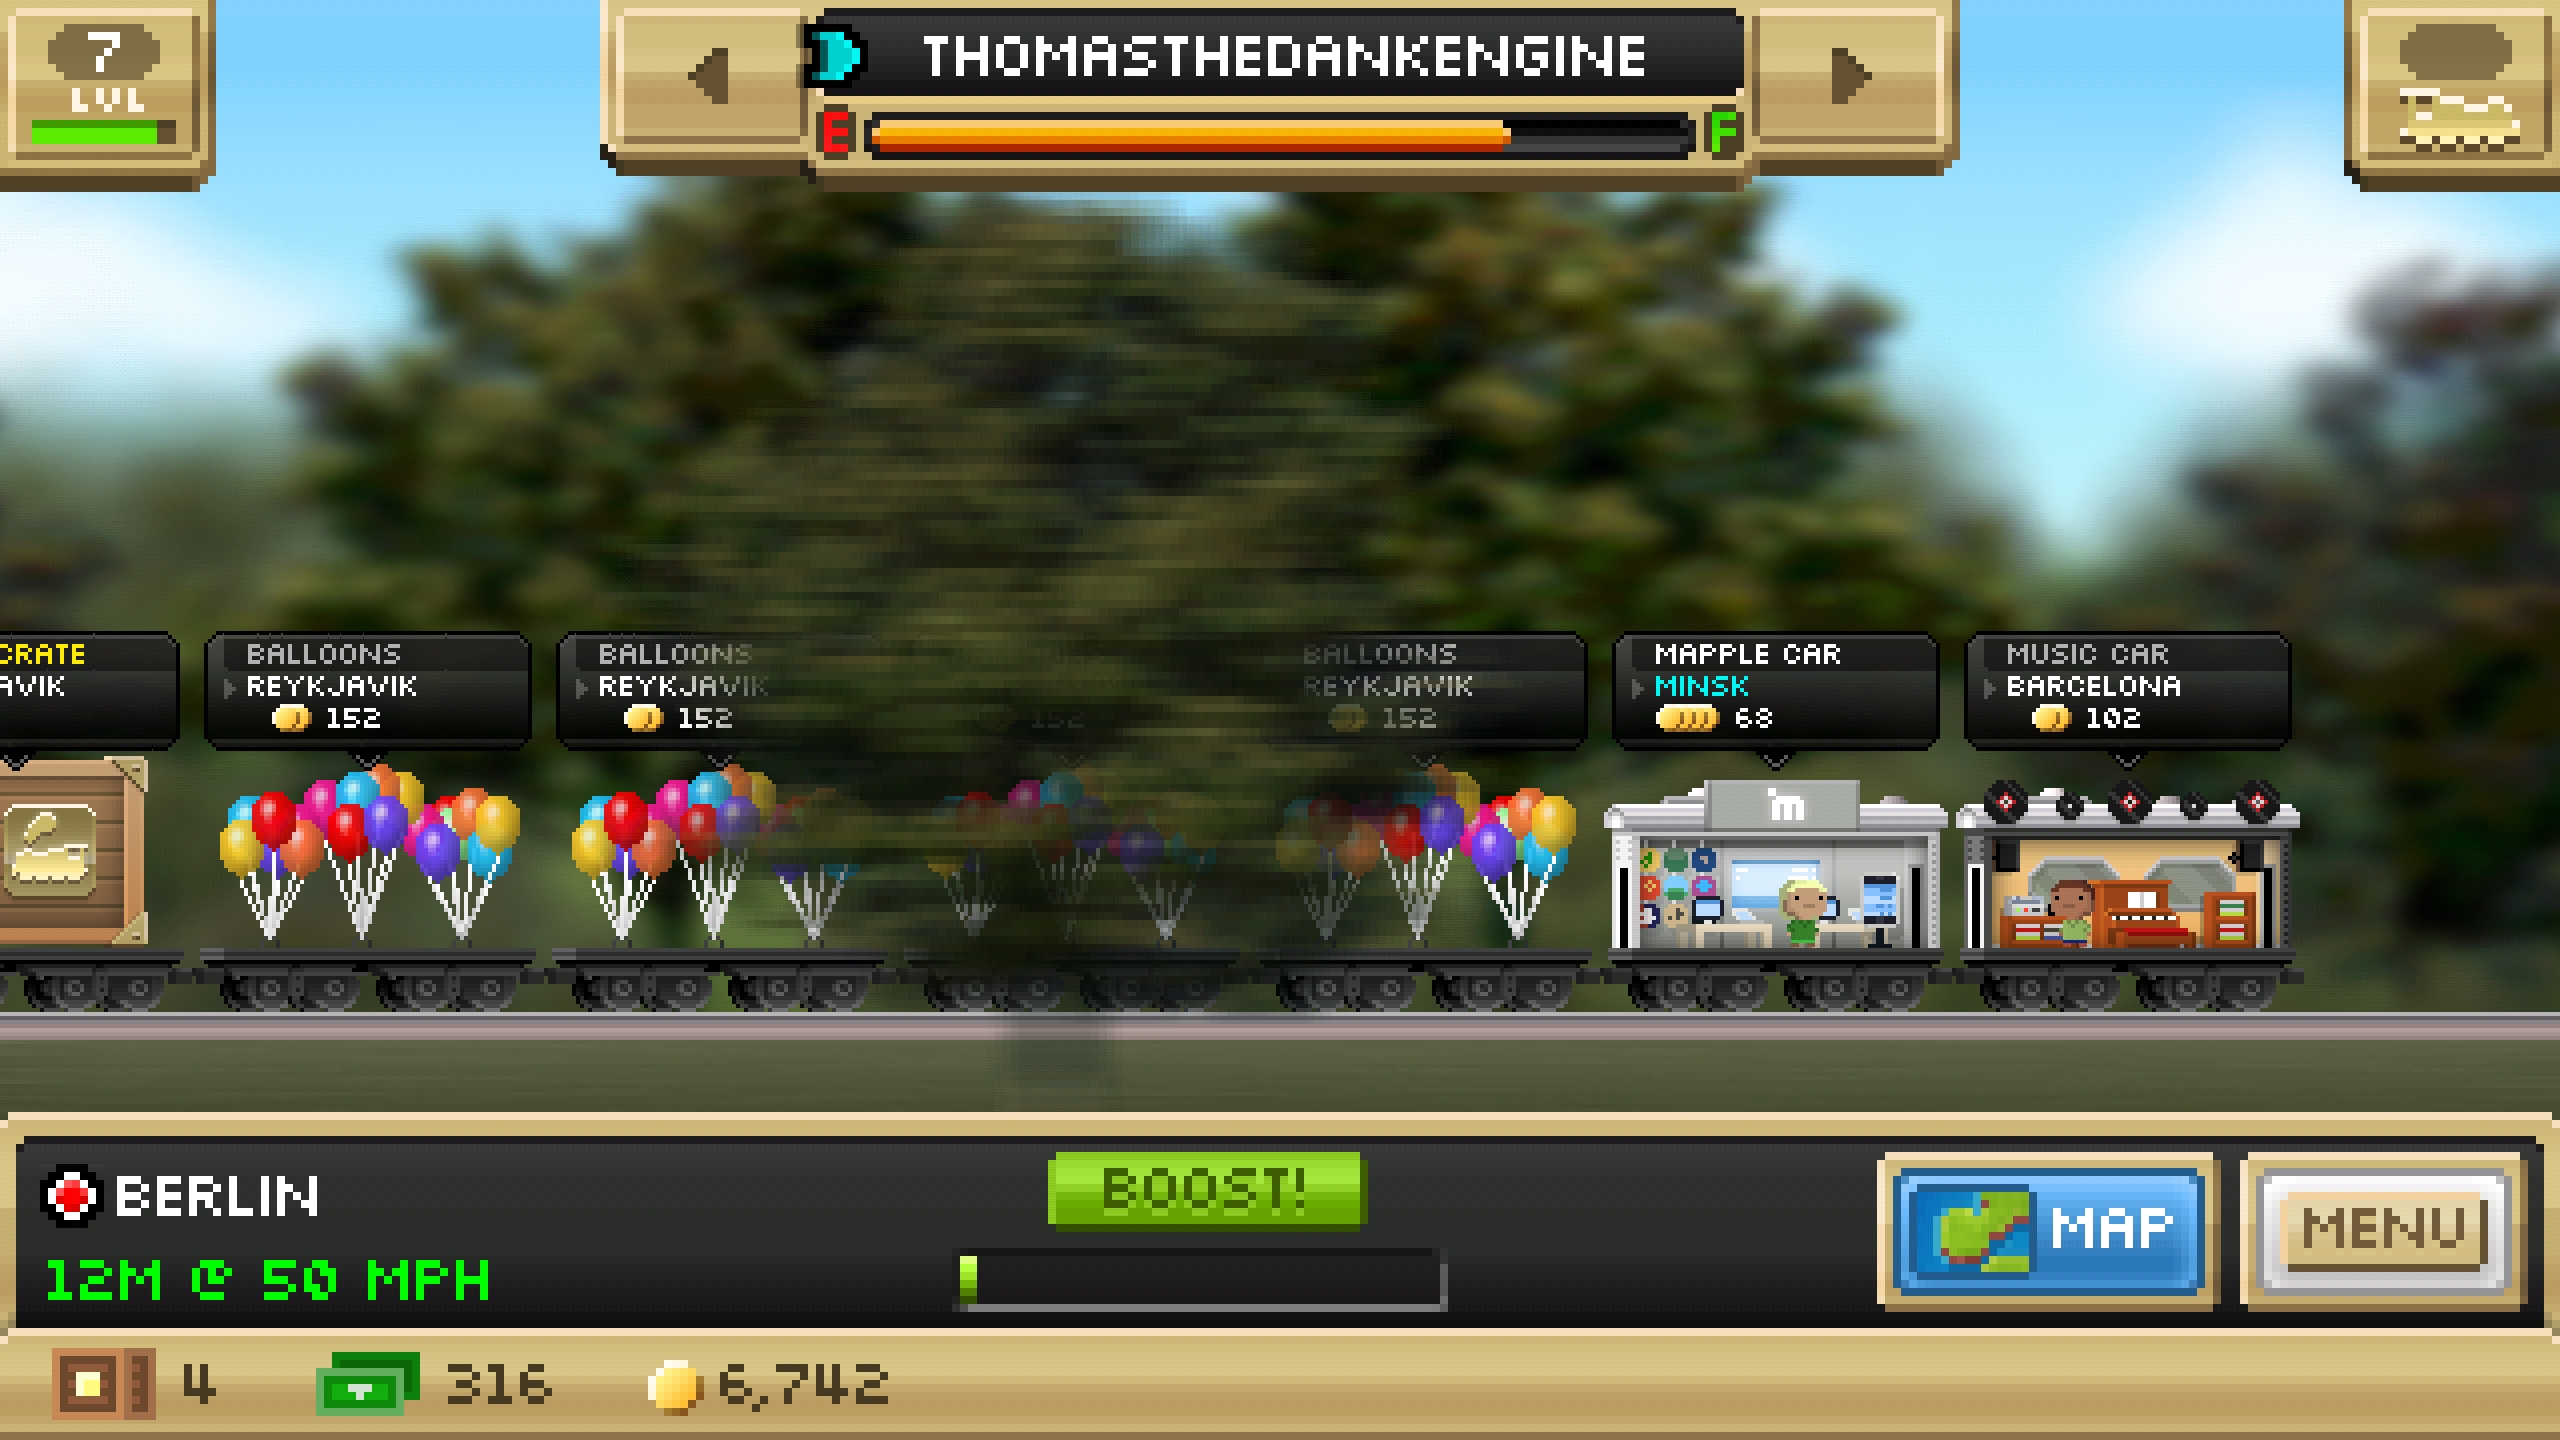 7
LVL
THOMASTHEDANKENGINE
E F
CRATE
AVIK
BALLOONS
REYKJAVIK
152
BALLOONS
REYKJAVIK
152
152
BALLOONS
REYKJAVIK
152
MAPPLE CAR
MINSK
68
MUSIC CAR
BARCELONA
102
m
BERLIN
12M @ 50 MPH
BOOST!
MAP
MENU
4
316
6,742